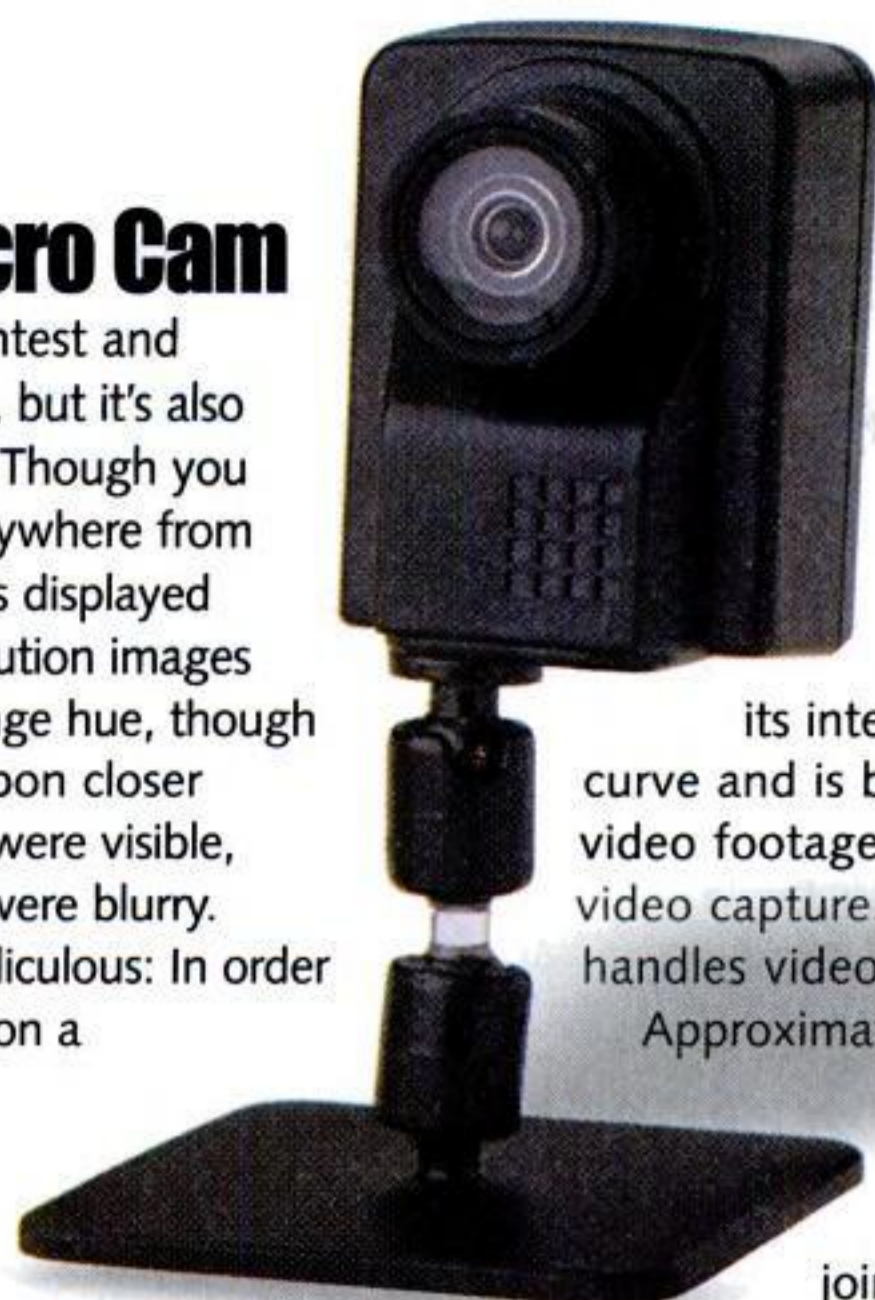 cro Cam
ntest and
but it's also
Though you
ywhere from
s displayed
ution images
ge hue, though
pon closer
were visible,
were blurry.
diculous: In order
on a
its inte
curve and is b
video footage
video capture.
handles video
Approxima
join